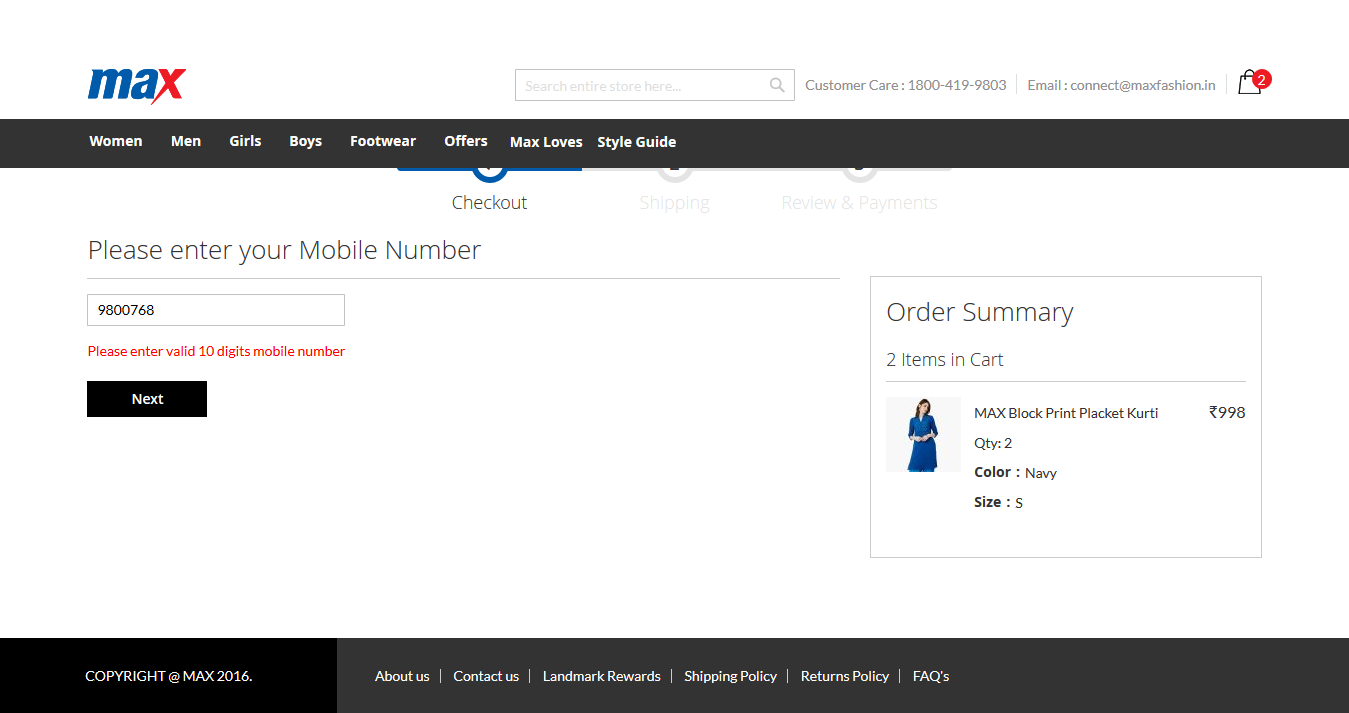 max
Search entire store here...
Customer Care : 1800-419-9803
Email : connect@maxfashion.in
2
Women Men Girls Boys Footwear Offers Max Loves Style Guide
Checkout Shipping Review & Payments
Please enter your Mobile Number
9800768
Please enter valid 10 digits mobile number
Next
Order Summary
2 Items in Cart
MAX Block Print Placket Kurti ₹998
Qty: 2
Color : Navy
Size : S
COPYRIGHT @ MAX 2016.
About us Contact us Landmark Rewards Shipping Policy Returns Policy FAQ's